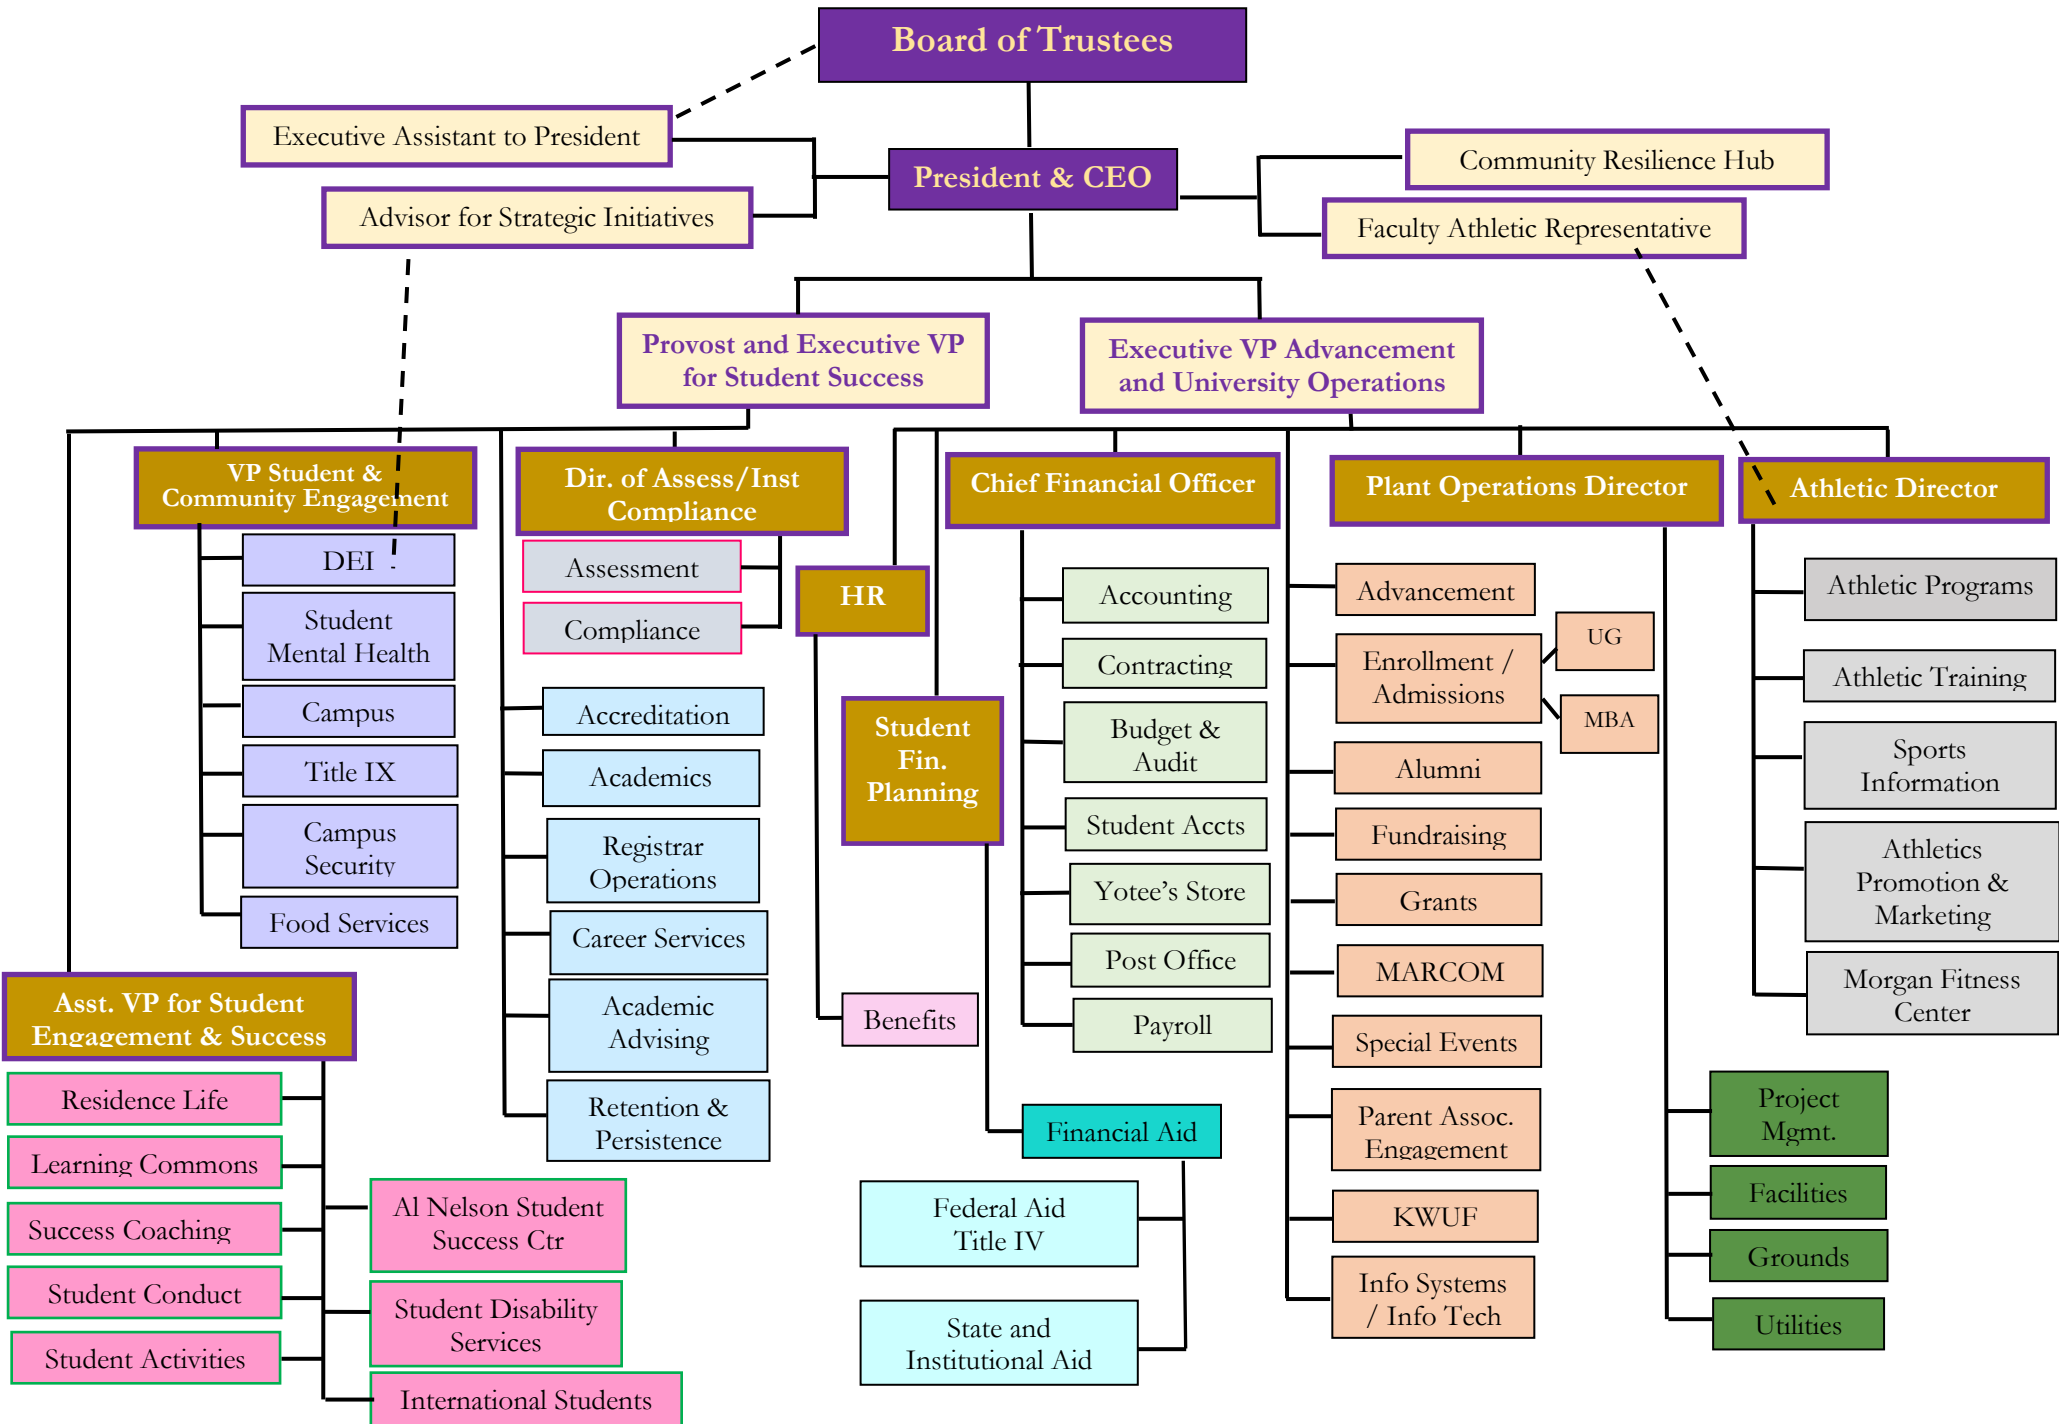 Board of Trustees
Executive Assistant to President
President & CEO
Community Resilience Hub
Advisor for Strategic Initiatives
Faculty Athletic Representative
Provost and Executive VP
for Student Success
Executive VP Advancement
and University Operations
VP Student &
Community Engagement
Dir. of Assess/Inst
Compliance
Chief Financial Officer
Plant Operations Director
Athletic Director
DEI
Student
Mental Health
Campus
Title IX
Campus
Security
Food Services
Assessment
Compliance
Accreditation
Academics
Registrar
Operations
Career Services
Academic
Advising
Retention &
Persistence
HR
Benefits
Student
Fin.
Planning
Financial Aid
Federal Aid
Title IV
State and
Institutional Aid
Accounting
Contracting
Budget &
Audit
Student Accts
Yotee's Store
Post Office
Payroll
Advancement
Enrollment /
Admissions
UG
MBA
Alumni
Fundraising
Grants
MARCOM
Special Events
Parent Assoc.
Engagement
KWUF
Info Systems
/ Info Tech
Athletic Programs
Athletic Training
Sports
Information
Athletics
Promotion &
Marketing
Morgan Fitness
Center
Project
Mgmt.
Facilities
Grounds
Utilities
Asst. VP for Student
Engagement & Success
Residence Life
Learning Commons
Success Coaching
Student Conduct
Student Activities
Al Nelson Student
Success Ctr
Student Disability
Services
International Students